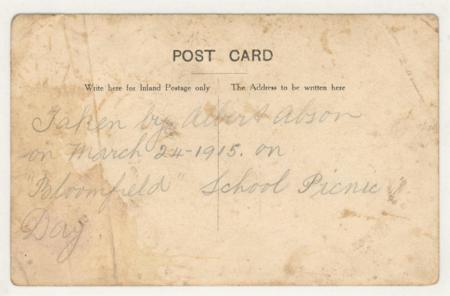 POST CARD
Write here for Inland Postage only The Address to be written here
Taken by Albert Abson
on March 24-1915. on
"Bloomfield" School Picnic
Day